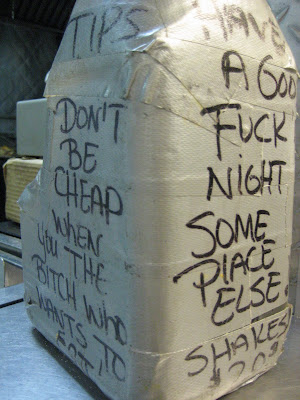 TIPS
DON'T
BE
CHEAP
WHEN
YOU THE
BITCH WHO
WANTS TO
EAT!
HAVE
A GOOD
FUCK
NIGHT
SOME
PLACE
ELSE.
SHAKES!